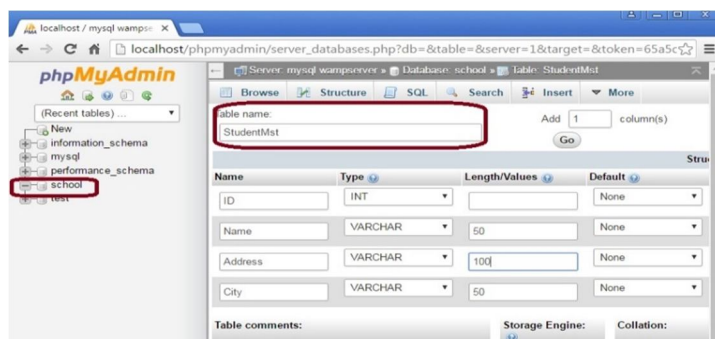 localhost / mysql wampse
localhost/phpmyadmin/server_databases.php?db=&table=&server=1&target=&token=65a5c
phpMyAdmin
(Recent tables) ...
New
information_schema
mysql
performance_schema
school
test
Server: mysql wampserver » Database: school » Table: StudentMst
Browse Structure SQL Search Insert More
Table name:
StudentMst
Add 1 column(s)
Go
Stru
Name Type Length/Values Default
ID INT None
Name VARCHAR 50 None
Address VARCHAR 100 None
City VARCHAR 50 None
Table comments: Storage Engine: Collation: